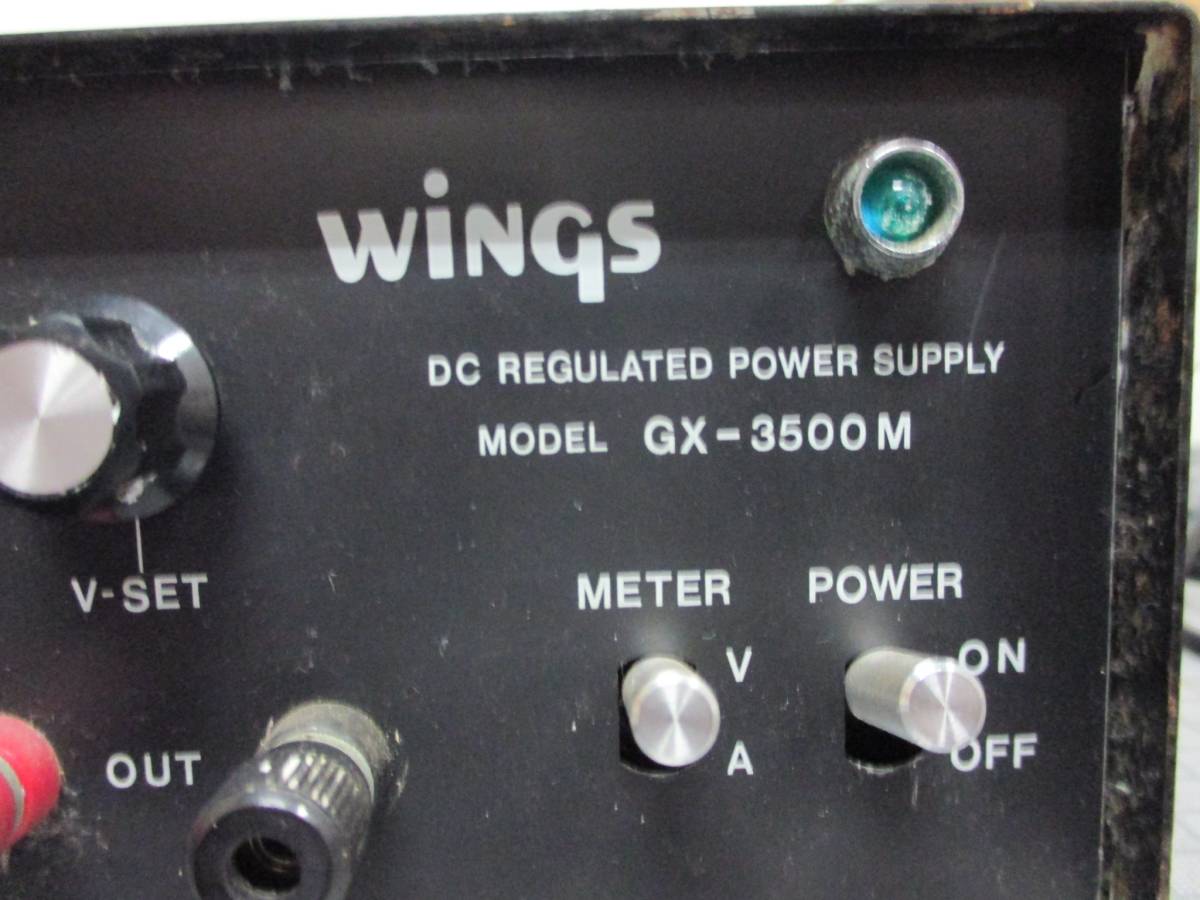 wings
DC REGULATED POWER SUPPLY
MODEL GX-3500M
V-SET
METER
POWER
V
ON
A
OFF
OUT